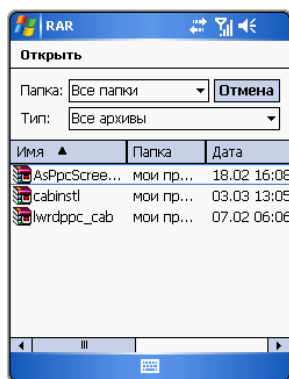 RAR
Открыть
Папка: Все папки Отмена
Тип: Все архивы
Имя Папка Дата
AsPpcScree... мои пр... 18.02 16:08
cabinstl мои пр... 03.03 13:05
lwrdppc_cab мои пр... 07.02 06:06